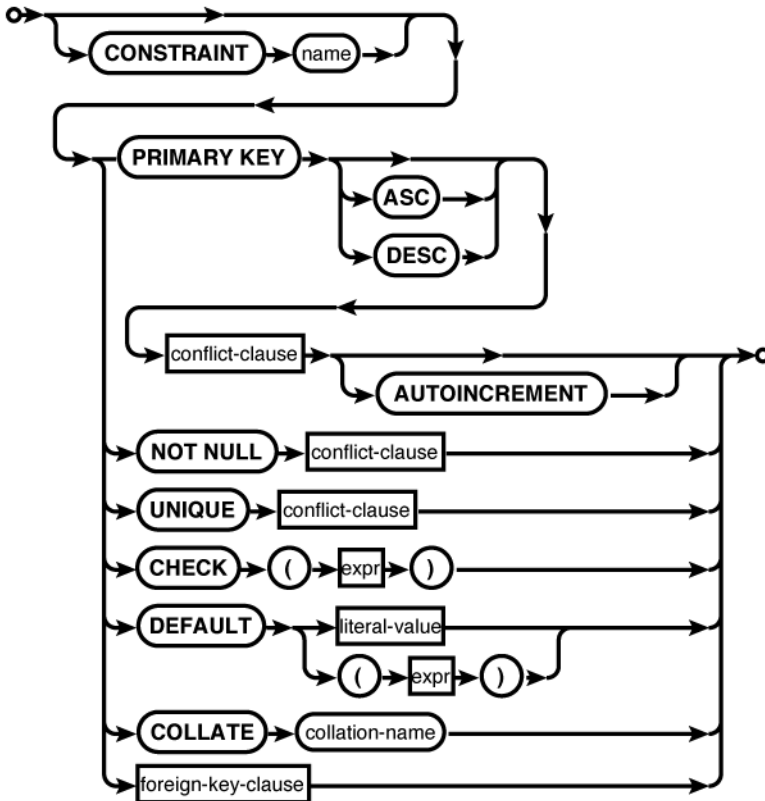 CONSTRAINT name
PRIMARY KEY
ASC
DESC
conflict-clause
AUTOINCREMENT
NOT NULL conflict-clause
UNIQUE conflict-clause
CHECK ( expr )
DEFAULT literal-value
( expr )
COLLATE collation-name
foreign-key-clause